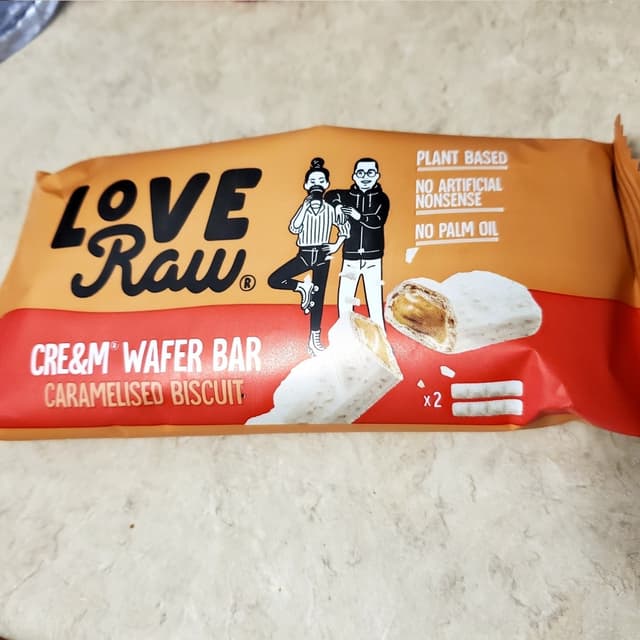 LOVE
Raw®
PLANT BASED
NO ARTIFICIAL
NONSENSE
NO PALM OIL
CRE&M® WAFER BAR
CARAMELISED BISCUIT
x2